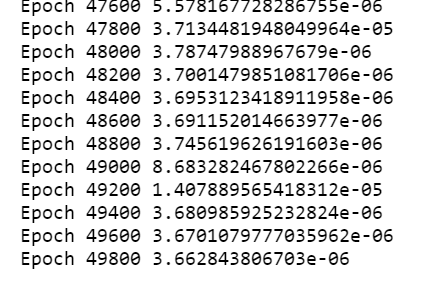 Epoch 47600 5.578167728286755e-06
Epoch 47800 3.7134481948049964e-05
Epoch 48000 3.78747988967679e-06
Epoch 48200 3.7001479851081706e-06
Epoch 48400 3.6953123418911958e-06
Epoch 48600 3.691152014663977e-06
Epoch 48800 3.745619626191603e-06
Epoch 49000 8.683282467802266e-06
Epoch 49200 1.407889565418312e-05
Epoch 49400 3.680985925232824e-06
Epoch 49600 3.6701079777035962e-06
Epoch 49800 3.662843806703e-06